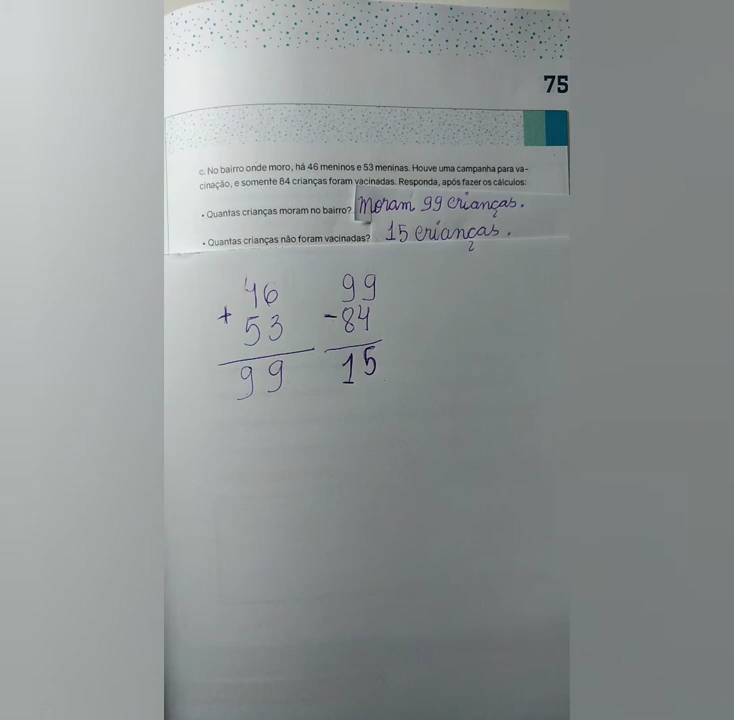 75
c. No bairro onde moro, há 46 meninos e 53 meninas. Houve uma campanha para va-
cinação, e somente 84 crianças foram vacinadas. Responda, após fazer os cálculos:
• Quantas crianças moram no bairro? Moram 99 crianças.
• Quantas crianças não foram vacinadas? 15 crianças.
46 99
+ 53 -84
99 15